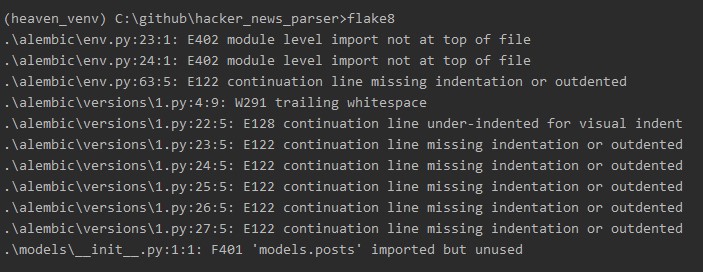 (heaven_venv) C:\github\hacker_news_parser>flake8
.\alembic\env.py:23:1: E402 module level import not at top of file
.\alembic\env.py:24:1: E402 module level import not at top of file
.\alembic\env.py:63:5: E122 continuation line missing indentation or outdented
.\alembic\versions\1.py:4:9: W291 trailing whitespace
.\alembic\versions\1.py:22:5: E128 continuation line under-indented for visual indent
.\alembic\versions\1.py:23:5: E122 continuation line missing indentation or outdented
.\alembic\versions\1.py:24:5: E122 continuation line missing indentation or outdented
.\alembic\versions\1.py:25:5: E122 continuation line missing indentation or outdented
.\alembic\versions\1.py:26:5: E122 continuation line missing indentation or outdented
.\alembic\versions\1.py:27:5: E122 continuation line missing indentation or outdented
.\models\__init__.py:1:1: F401 'models.posts' imported but unused